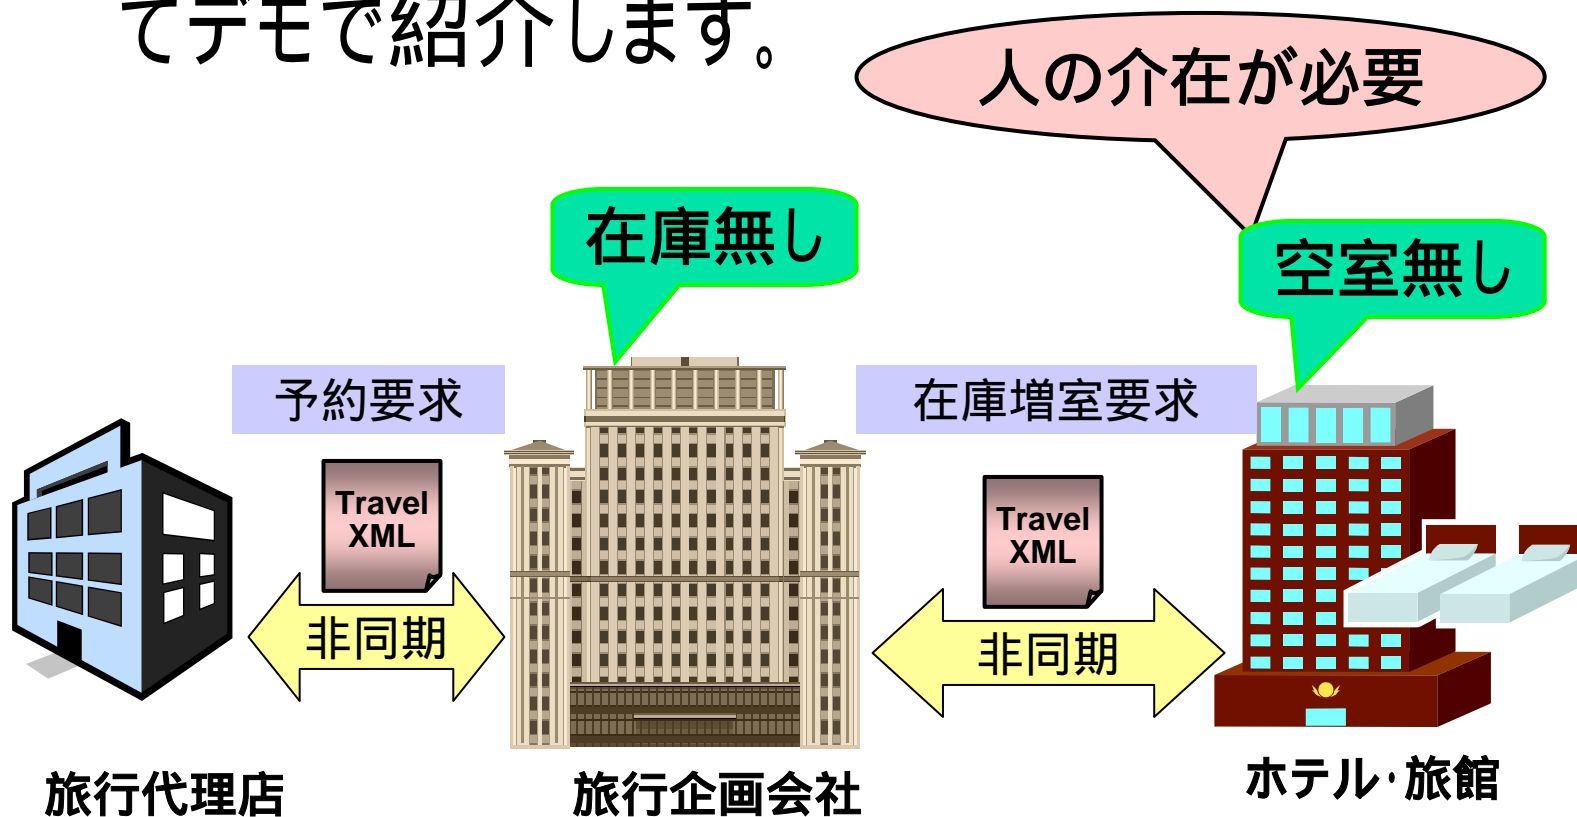 てデモで紹介します。
人の介在が必要
在庫無し
空室無し
予約要求
在庫増室要求
Travel
XML
Travel
XML
非同期
非同期
旅行代理店
旅行企画会社
ホテル・旅館